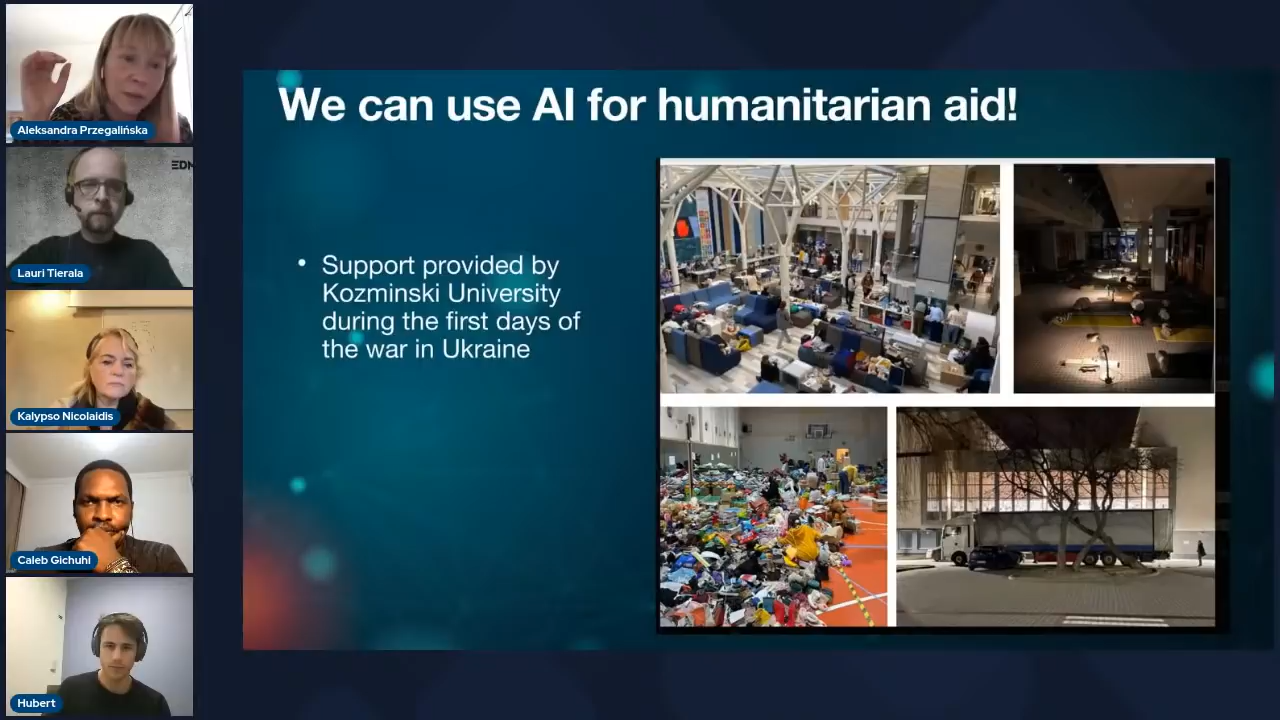 Aleksandra Przegalińska
EDM
Lauri Tierala
Kalypso Nicolaidis
Caleb Gichuhi
Hubert
We can use AI for humanitarian aid!
• Support provided by
Kozminski University
during the first days of
the war in Ukraine